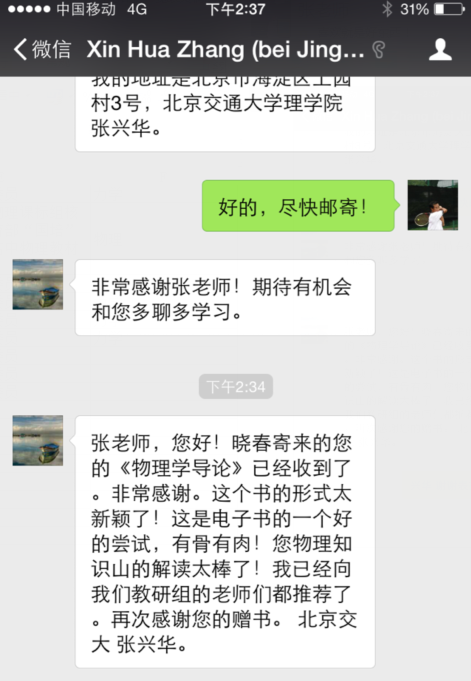 中国移动 4G 下午2:37 31%
微信 Xin Hua Zhang (bei Jing...
我的地址是北京市海淀区上园
村3号，北京交通大学理学院
张兴华。
好的，尽快邮寄！
非常感谢张老师！期待有机会
和您多聊多学习。
下午2:34
张老师，您好！晓春寄来的您
的《物理学导论》已经收到了
。非常感谢。这个书的形式太
新颖了！这是电子书的一个好
的尝试，有骨有肉！您物理知
识山的解读太棒了！我已经向
我们教研组的老师们都推荐了
。再次感谢您的赠书。 北京交
大 张兴华。